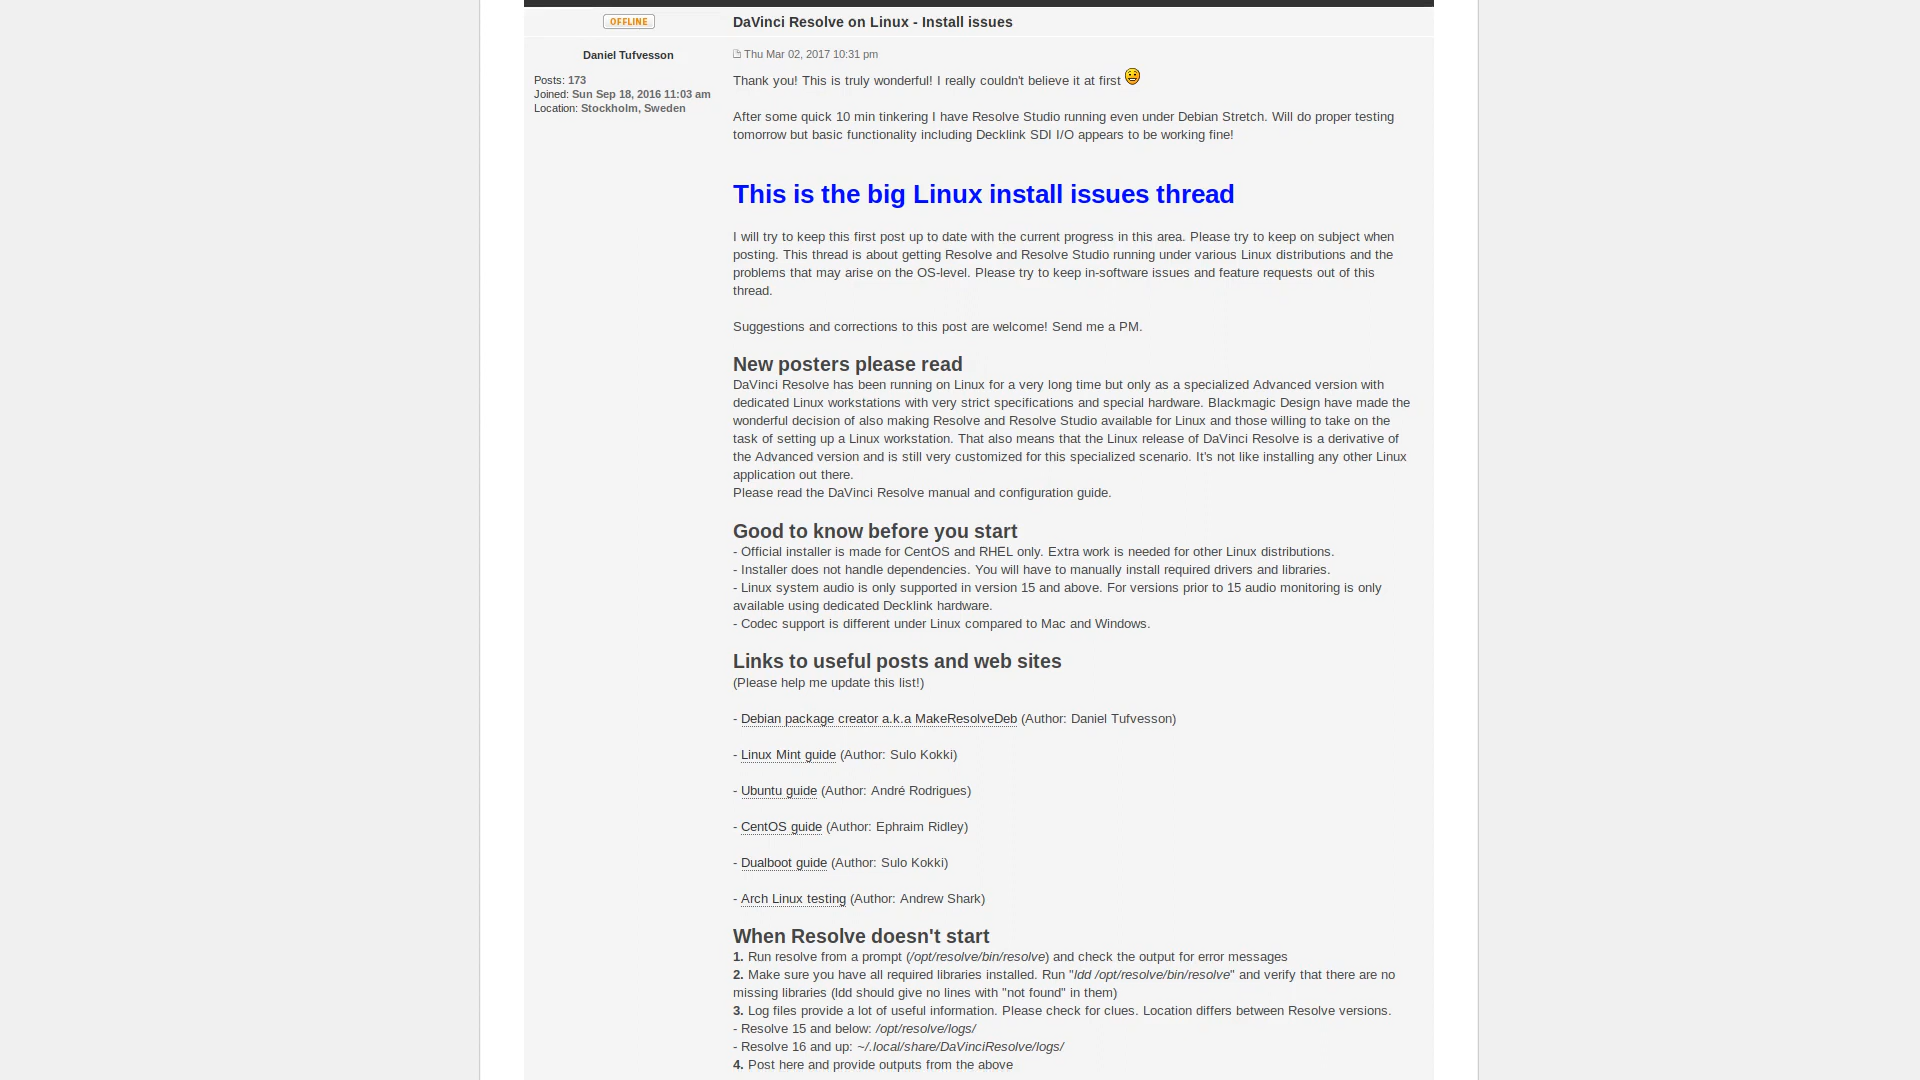 OFFLINE
DaVinci Resolve on Linux - Install issues
Daniel Tufvesson
Posts: 173
Joined: Sun Sep 18, 2016 11:03 am
Location: Stockholm, Sweden
Thu Mar 02, 2017 10:31 pm
Thank you! This is truly wonderful! I really couldn't believe it at first
After some quick 10 min tinkering I have Resolve Studio running even under Debian Stretch. Will do proper testing
tomorrow but basic functionality including Decklink SDI I/O appears to be working fine!
This is the big Linux install issues thread
I will try to keep this first post up to date with the current progress in this area. Please try to keep on subject when
posting. This thread is about getting Resolve and Resolve Studio running under various Linux distributions and the
problems that may arise on the OS-level. Please try to keep in-software issues and feature requests out of this
thread.
Suggestions and corrections to this post are welcome! Send me a PM.
New posters please read
DaVinci Resolve has been running on Linux for a very long time but only as a specialized Advanced version with
dedicated Linux workstations with very strict specifications and special hardware. Blackmagic Design have made the
wonderful decision of also making Resolve and Resolve Studio available for Linux and those willing to take on the
task of setting up a Linux workstation. That also means that the Linux release of DaVinci Resolve is a derivative of
the Advanced version and is still very customized for this specialized scenario. It's not like installing any other Linux
application out there.
Please read the DaVinci Resolve manual and configuration guide.
Good to know before you start
- Official installer is made for CentOS and RHEL only. Extra work is needed for other Linux distributions.
- Installer does not handle dependencies. You will have to manually install required drivers and libraries.
- Linux system audio is only supported in version 15 and above. For versions prior to 15 audio monitoring is only
available using dedicated Decklink hardware.
- Codec support is different under Linux compared to Mac and Windows.
Links to useful posts and web sites
(Please help me update this list!)
- Debian package creator a.k.a MakeResolveDeb (Author: Daniel Tufvesson)
- Linux Mint guide (Author: Sulo Kokki)
- Ubuntu guide (Author: André Rodrigues)
- CentOS guide (Author: Ephraim Ridley)
- Dualboot guide (Author: Sulo Kokki)
- Arch Linux testing (Author: Andrew Shark)
When Resolve doesn't start
1. Run resolve from a prompt (/opt/resolve/bin/resolve) and check the output for error messages
2. Make sure you have all required libraries installed. Run "ldd /opt/resolve/bin/resolve" and verify that there are no
missing libraries (ldd should give no lines with "not found" in them)
3. Log files provide a lot of useful information. Please check for clues. Location differs between Resolve versions.
- Resolve 15 and below: /opt/resolve/logs/
- Resolve 16 and up: ~/.local/share/DaVinciResolve/logs/
4. Post here and provide outputs from the above